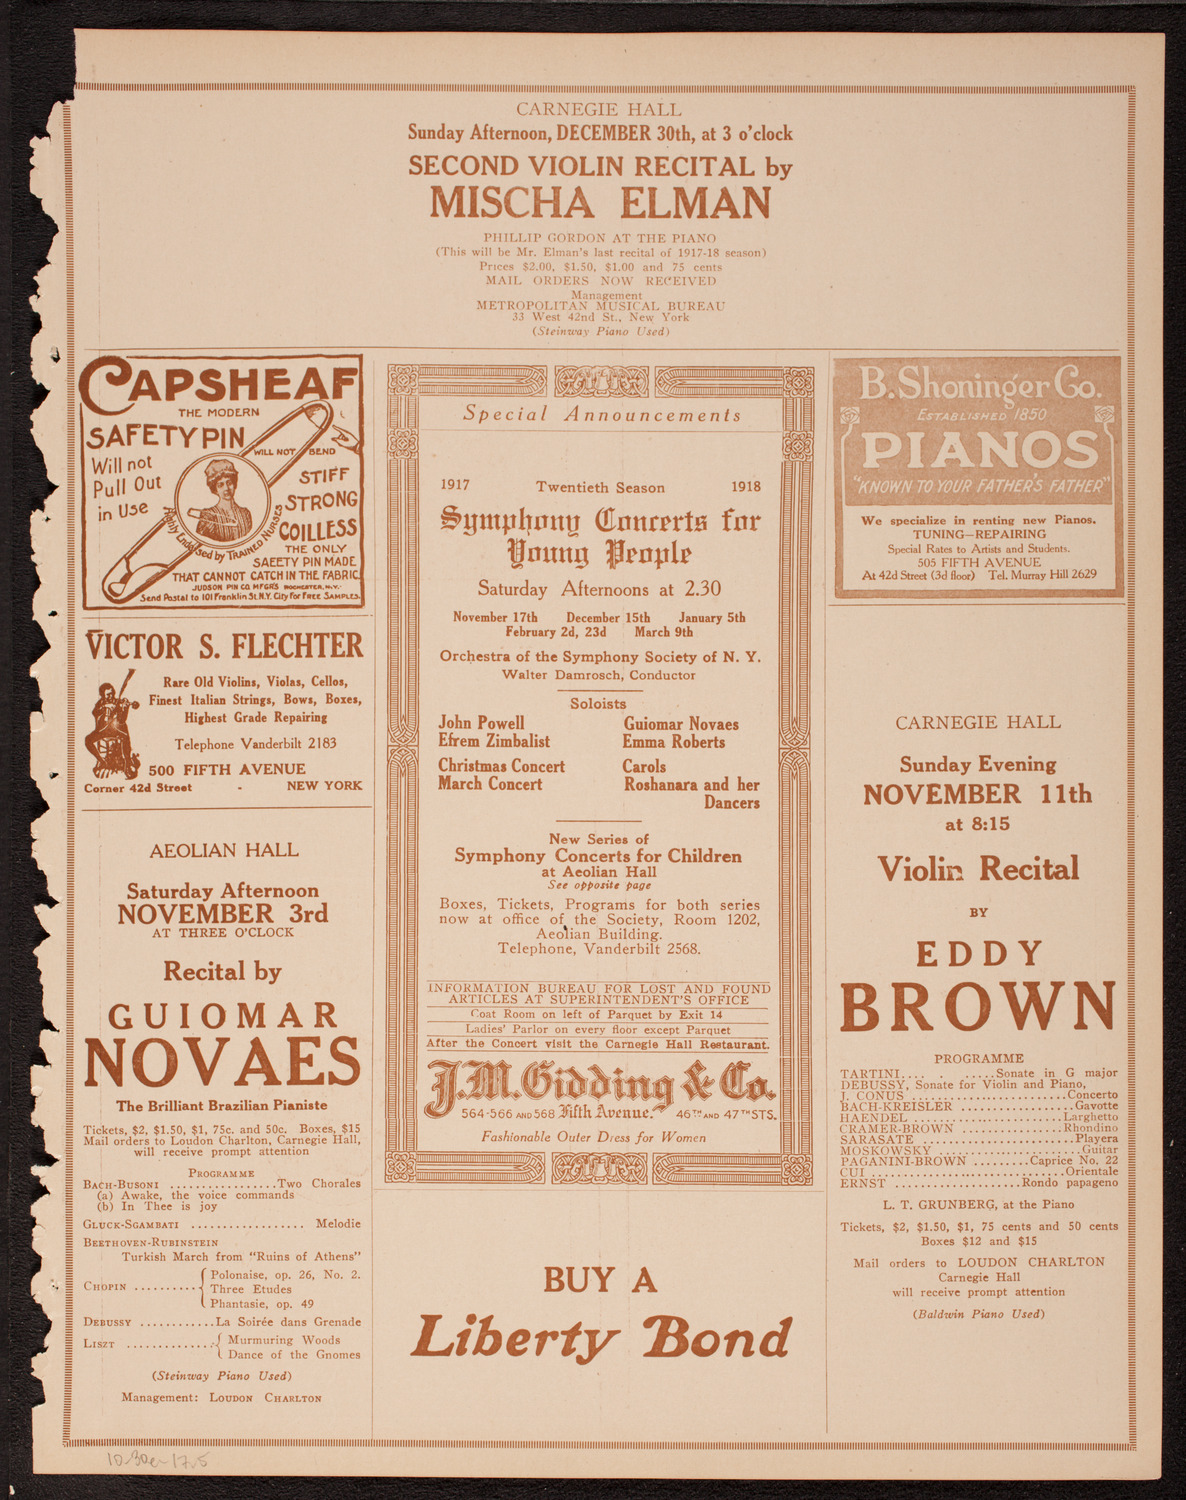 CARNEGIE HALL
Sunday Afternoon, DECEMBER 30th, at 3 o'clock
SECOND VIOLIN RECITAL by
MISCHA ELMAN
PHILLIP GORDON AT THE PIANO
(This will be Mr. Elman's last recital of 1917-18 season)
Prices $2.00, $1.50, $1.00 and 75 cents
MAIL ORDERS NOW RECEIVED
Management
METROPOLITAN MUSICAL BUREAU
33 West 42nd St., New York
(Steinway Piano Used)
CAPSHEAF
THE MODERN
SAFETY PIN
WILL NOT BEND
Will not
Pull Out
in Use
STIFF
STRONG
COILLESS
Highly Endorsed by TRAINED NURSES
THE ONLY
SAFETY PIN MADE
THAT CANNOT CATCH IN THE FABRIC
JUDSON PIN CO. MFGRS ROCHESTER, N.Y.
Send Postal to 101 Franklin St. N.Y. City for FREE SAMPLES.
VICTOR S. FLECHTER
Rare Old Violins, Violas, Cellos,
Finest Italian Strings, Bows, Boxes,
Highest Grade Repairing
Telephone Vanderbilt 2183
500 FIFTH AVENUE
Corner 42d Street - NEW YORK
AEOLIAN HALL
Saturday Afternoon
NOVEMBER 3rd
AT THREE O'CLOCK
Recital by
GUIOMAR
NOVAES
The Brilliant Brazilian Pianiste
Tickets, $2, $1.50, $1, 75c. and 50c. Boxes, $15
Mail orders to Loudon Charlton, Carnegie Hall,
will receive prompt attention
PROGRAMME
BACH-BUSONI ................Two Chorales
(a) Awake, the voice commands
(b) In Thee is joy
GLUCK-SGAMBATI ................. Melodie
BEETHOVEN-RUBINSTEIN
Turkish March from "Ruins of Athens"
CHOPIN .......... Polonaise, op. 26, No. 2.
Three Etudes
Phantasie, op. 49
DEBUSSY ............La Soirée dans Grenade
LISZT .............. Murmuring Woods
Dance of the Gnomes
(Steinway Piano Used)
Management: LOUDON CHARLTON
Special Announcements
1917 Twentieth Season 1918
Symphony Concerts for
Young People
Saturday Afternoons at 2.30
November 17th December 15th January 5th
February 2d, 23d March 9th
Orchestra of the Symphony Society of N. Y.
Walter Damrosch, Conductor
Soloists
John Powell Guiomar Novaes
Efrem Zimbalist Emma Roberts
Christmas Concert Carols
March Concert Roshanara and her
Dancers
New Series of
Symphony Concerts for Children
at Aeolian Hall
See opposite page
Boxes, Tickets, Programs for both series
now at office of the Society, Room 1202,
Aeolian Building.
Telephone, Vanderbilt 2568.
INFORMATION BUREAU FOR LOST AND FOUND
ARTICLES AT SUPERINTENDENT'S OFFICE
Coat Room on left of Parquet by Exit 14
Ladies' Parlor on every floor except Parquet
After the Concert visit the Carnegie Hall Restaurant.
J.M. Gidding & Co.
564-566 AND 568 Fifth Avenue. 46TH AND 47TH STS.
Fashionable Outer Dress for Women
BUY A
Liberty Bond
B. Shoninger Co.
ESTABLISHED 1850
PIANOS
"KNOWN TO YOUR FATHER'S FATHER"
We specialize in renting new Pianos.
TUNING—REPAIRING
Special Rates to Artists and Students.
505 FIFTH AVENUE
At 42d Street (3d floor) Tel. Murray Hill 2629
CARNEGIE HALL
Sunday Evening
NOVEMBER 11th
at 8:15
Violin Recital
BY
EDDY
BROWN
PROGRAMME
TARTINI.... . .....Sonate in G major
DEBUSSY, Sonate for Violin and Piano,
J. CONUS ........................Concerto
BACH-KREISLER .................Gavotte
HAENDEL .......................Larghetto
CRAMER-BROWN ...............Rhondino
SARASATE .......................Playera
MOSKOWSKY .....................Guitar
PAGANINI-BROWN .........Caprice No. 22
CUI .............................Orientale
ERNST ...................Rondo papageno
L. T. GRUNBERG, at the Piano
Tickets, $2, $1.50, $1, 75 cents and 50 cents
Boxes $12 and $15
Mail orders to LOUDON CHARLTON
Carnegie Hall
will receive prompt attention
(Baldwin Piano Used)